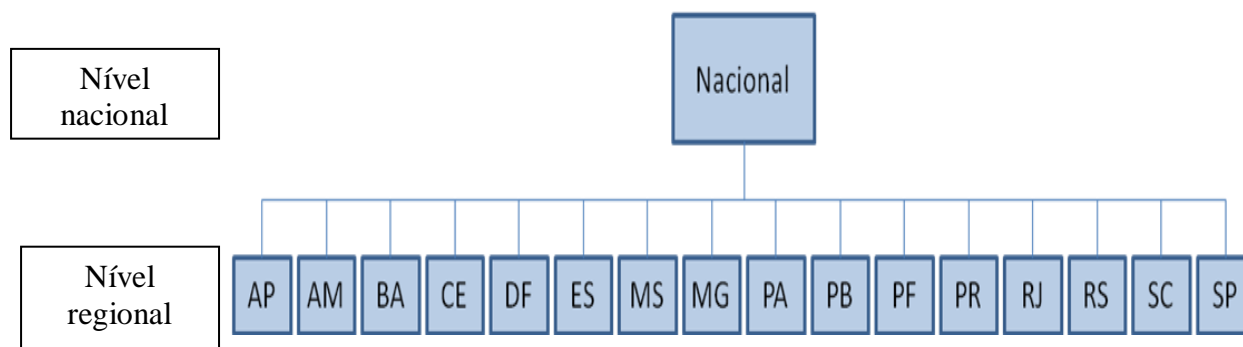 Nível
nacional
Nacional
Nível
regional
AP AM BA CE DF ES MS MG PA PB PF PR RJ RS SC SP